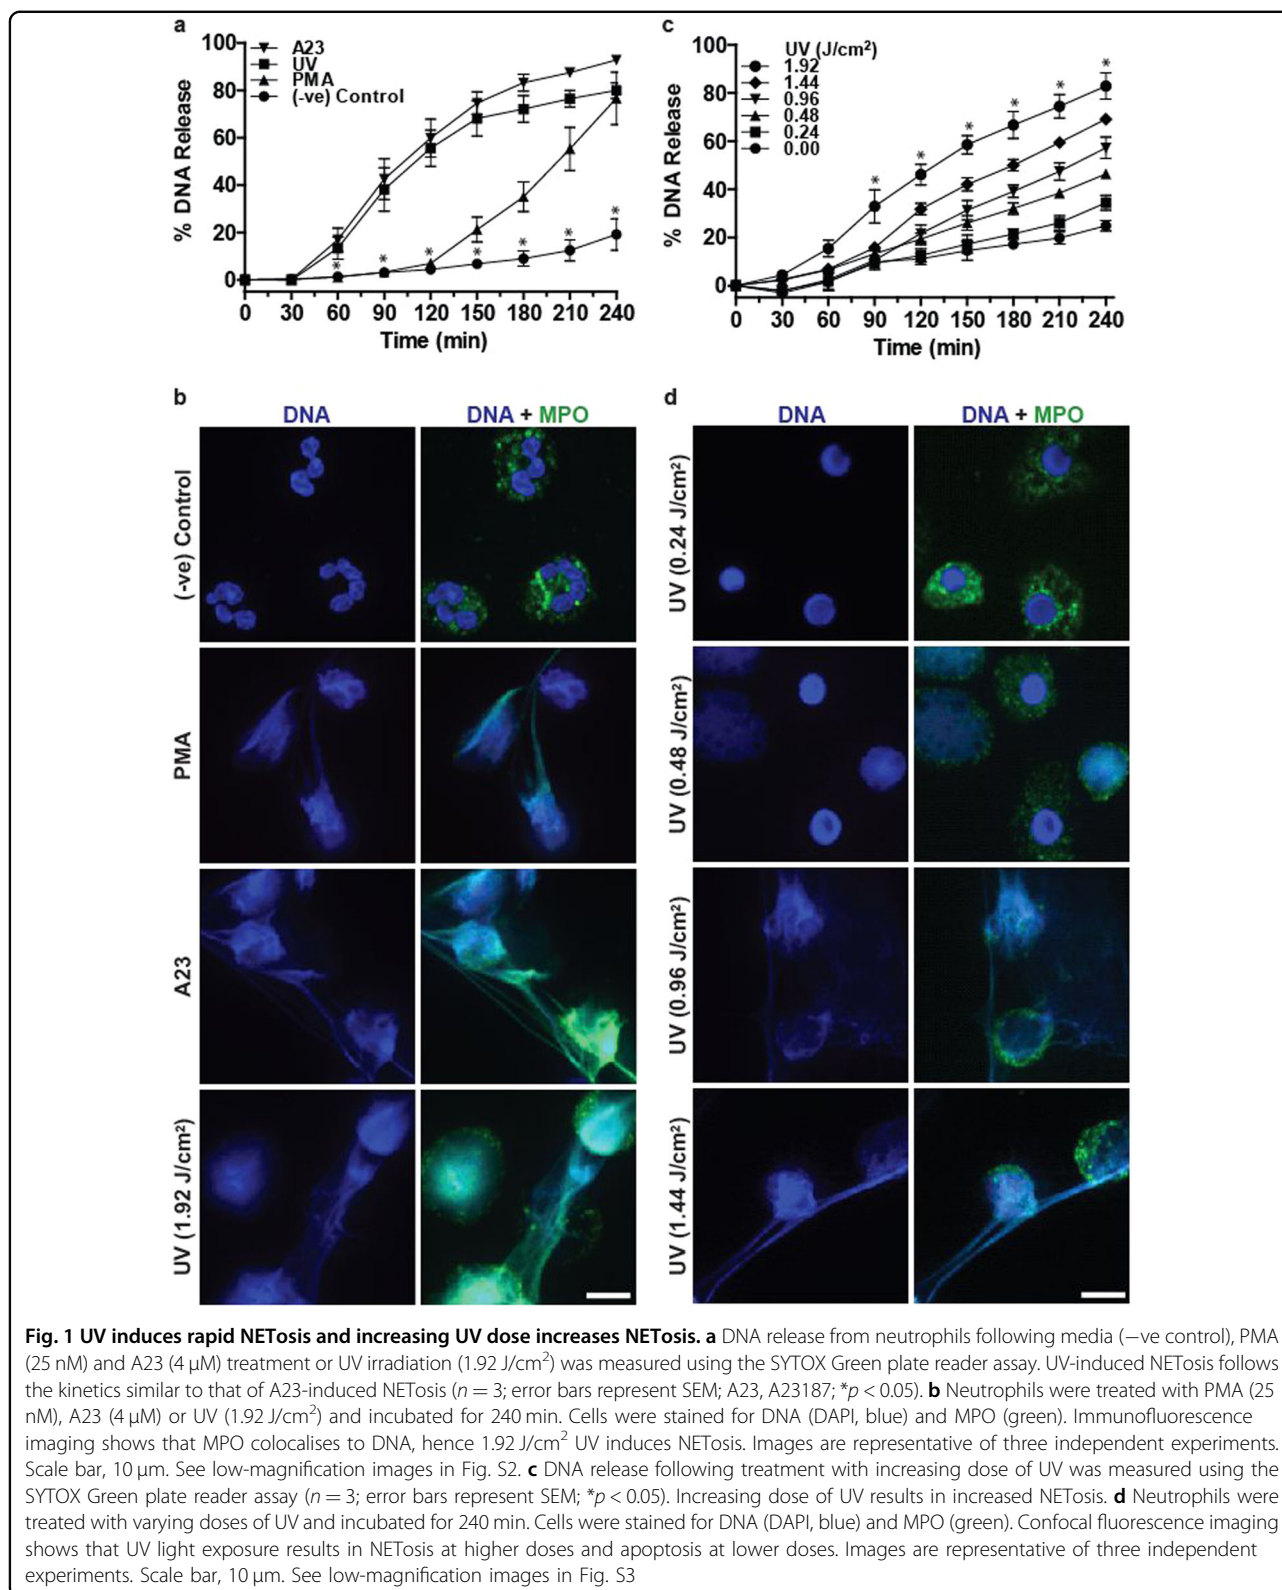 a
100
80
60
40
20
0
% DNA Release
A23
UV
PMA
(-ve) Control
*
*
*
*
*
*
*
0 30 60 90 120 150 180 210 240
Time (min)
c
100
80
60
40
20
0
% DNA Release
UV (J/cm²)
1.92
1.44
0.96
0.48
0.24
0.00
*
*
*
*
*
*
0 30 60 90 120 150 180 210 240
Time (min)
b
DNA
DNA + MPO
(-ve) Control
PMA
A23
UV (1.92 J/cm²)
d
DNA
DNA + MPO
UV (0.24 J/cm²)
UV (0.48 J/cm²)
UV (0.96 J/cm²)
UV (1.44 J/cm²)
Fig. 1 UV induces rapid NETosis and increasing UV dose increases NETosis. a DNA release from neutrophils following media (−ve control), PMA
(25 nM) and A23 (4 μM) treatment or UV irradiation (1.92 J/cm²) was measured using the SYTOX Green plate reader assay. UV-induced NETosis follows
the kinetics similar to that of A23-induced NETosis (n = 3; error bars represent SEM; A23, A23187; *p < 0.05). b Neutrophils were treated with PMA (25
nM), A23 (4 μM) or UV (1.92 J/cm²) and incubated for 240 min. Cells were stained for DNA (DAPI, blue) and MPO (green). Immunofluorescence
imaging shows that MPO colocalises to DNA, hence 1.92 J/cm² UV induces NETosis. Images are representative of three independent experiments.
Scale bar, 10 μm. See low-magnification images in Fig. S2. c DNA release following treatment with increasing dose of UV was measured using the
SYTOX Green plate reader assay (n = 3; error bars represent SEM; *p < 0.05). Increasing dose of UV results in increased NETosis. d Neutrophils were
treated with varying doses of UV and incubated for 240 min. Cells were stained for DNA (DAPI, blue) and MPO (green). Confocal fluorescence imaging
shows that UV light exposure results in NETosis at higher doses and apoptosis at lower doses. Images are representative of three independent
experiments. Scale bar, 10 μm. See low-magnification images in Fig. S3